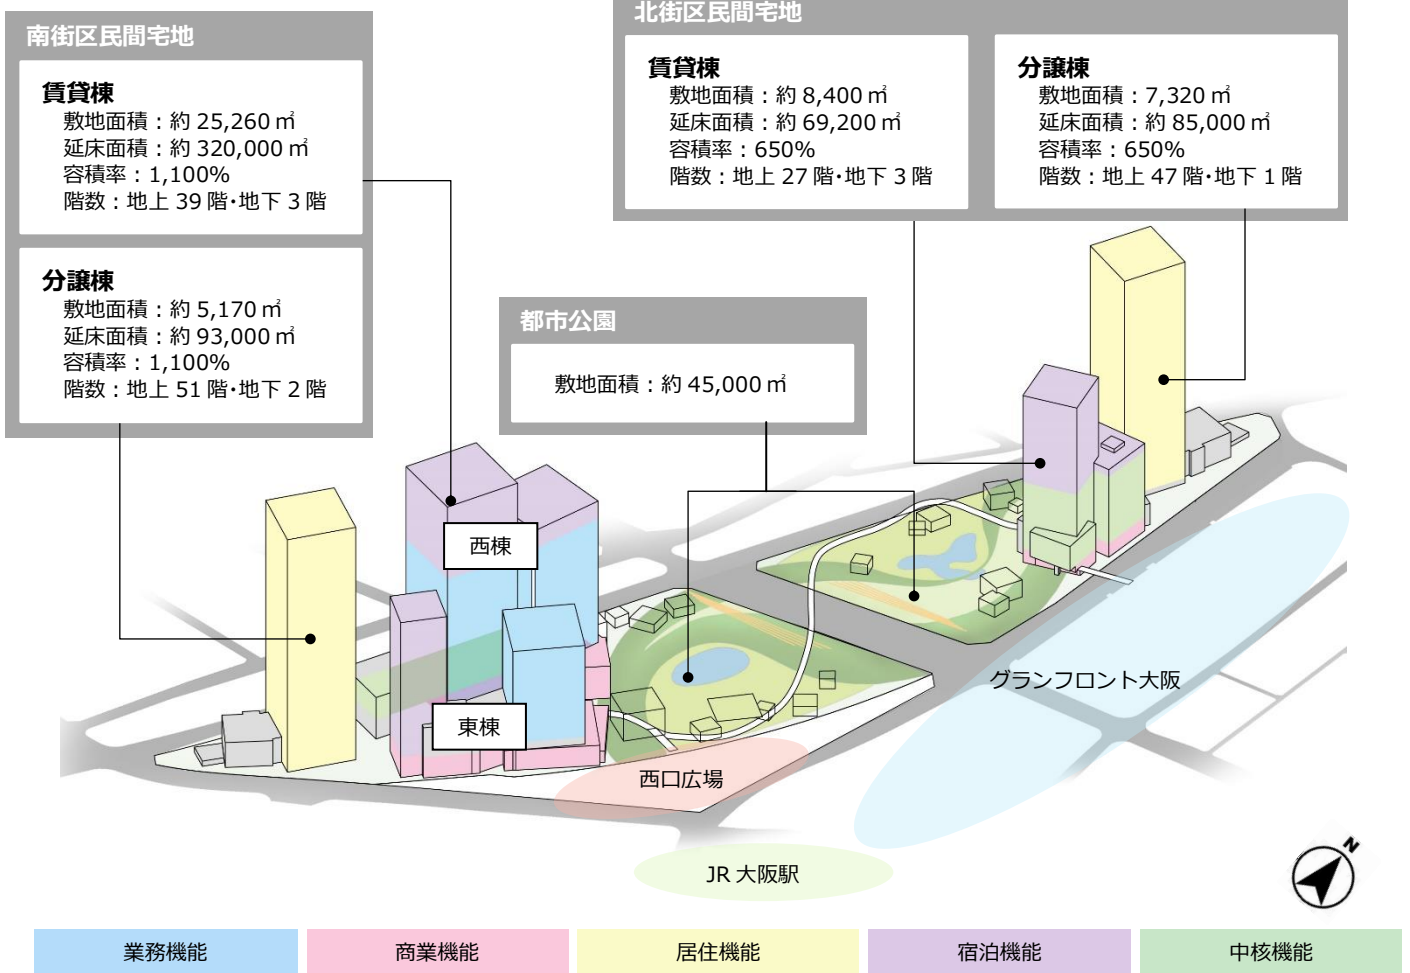 南街区民間宅地
賃貸棟
敷地面積：約 25,260 ㎡
延床面積：約 320,000 ㎡
容積率：1,100%
階数：地上 39 階･地下 3 階
分譲棟
敷地面積：約 5,170 ㎡
延床面積：約 93,000 ㎡
容積率：1,100%
階数：地上 51 階･地下 2 階
北街区民間宅地
賃貸棟
敷地面積：約 8,400 ㎡
延床面積：約 69,200 ㎡
容積率：650%
階数：地上 27 階･地下 3 階
分譲棟
敷地面積：7,320 ㎡
延床面積：約 85,000 ㎡
容積率：650%
階数：地上 47 階･地下 1 階
都市公園
敷地面積：約 45,000 ㎡
西棟
東棟
グランフロント大阪
西口広場
JR 大阪駅
N
業務機能
商業機能
居住機能
宿泊機能
中核機能